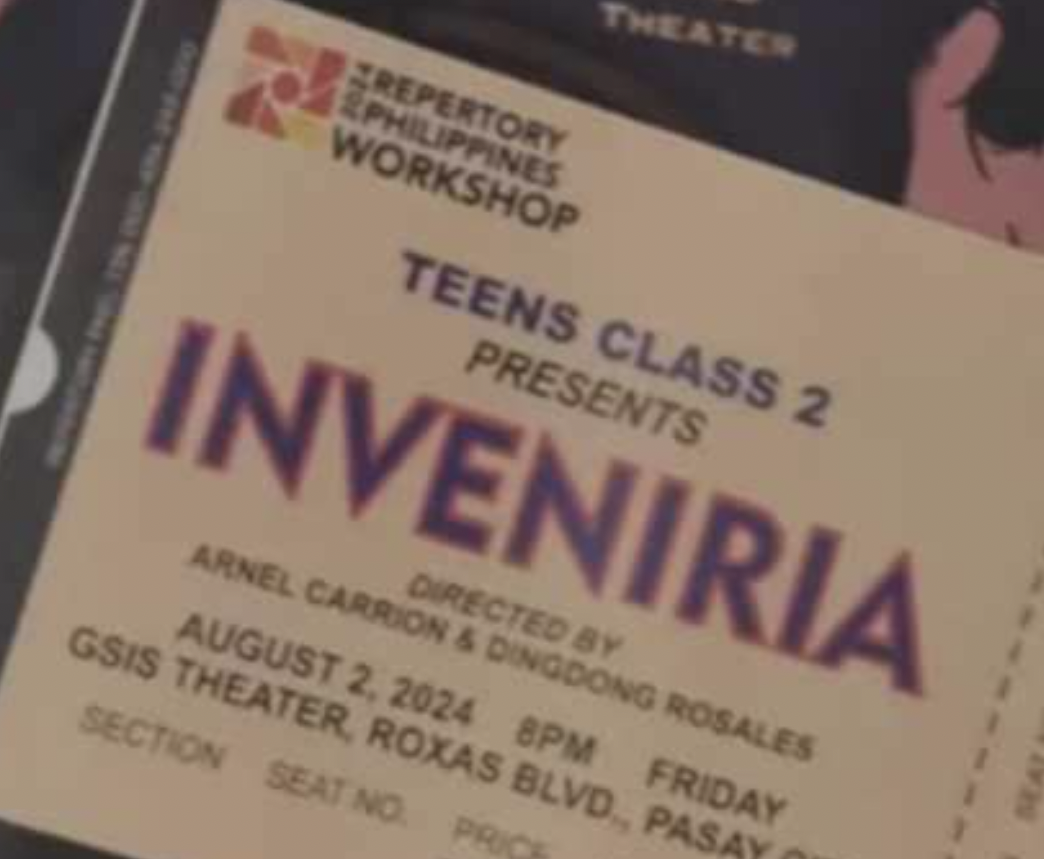 THEATER
REPERTORY
PHILIPPINES
WORKSHOP
TEENS CLASS 2
PRESENTS
INVENIRIA
DIRECTED BY
ARNEL CARRION & DINGDONG ROSALES
AUGUST 2, 2024 8PM FRIDAY
GSIS THEATER, ROXAS BLVD., PASAY
SECTION SEAT NO. PRICE
SEAT